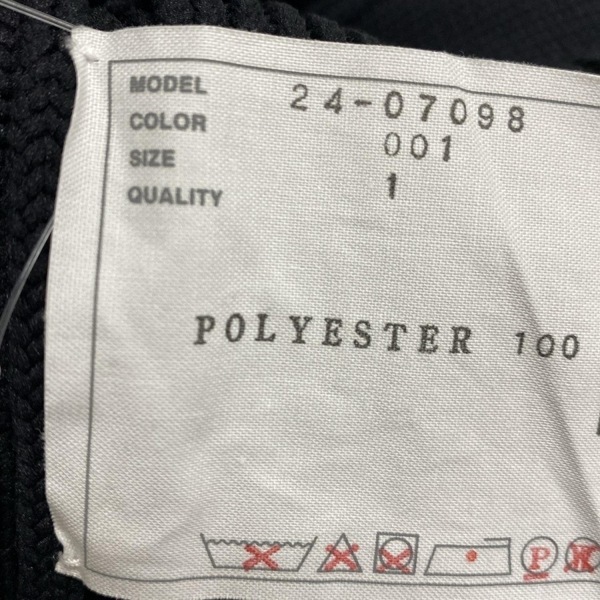 MODEL 24-07098
COLOR 001
SIZE 1
QUALITY
POLYESTER 100
P